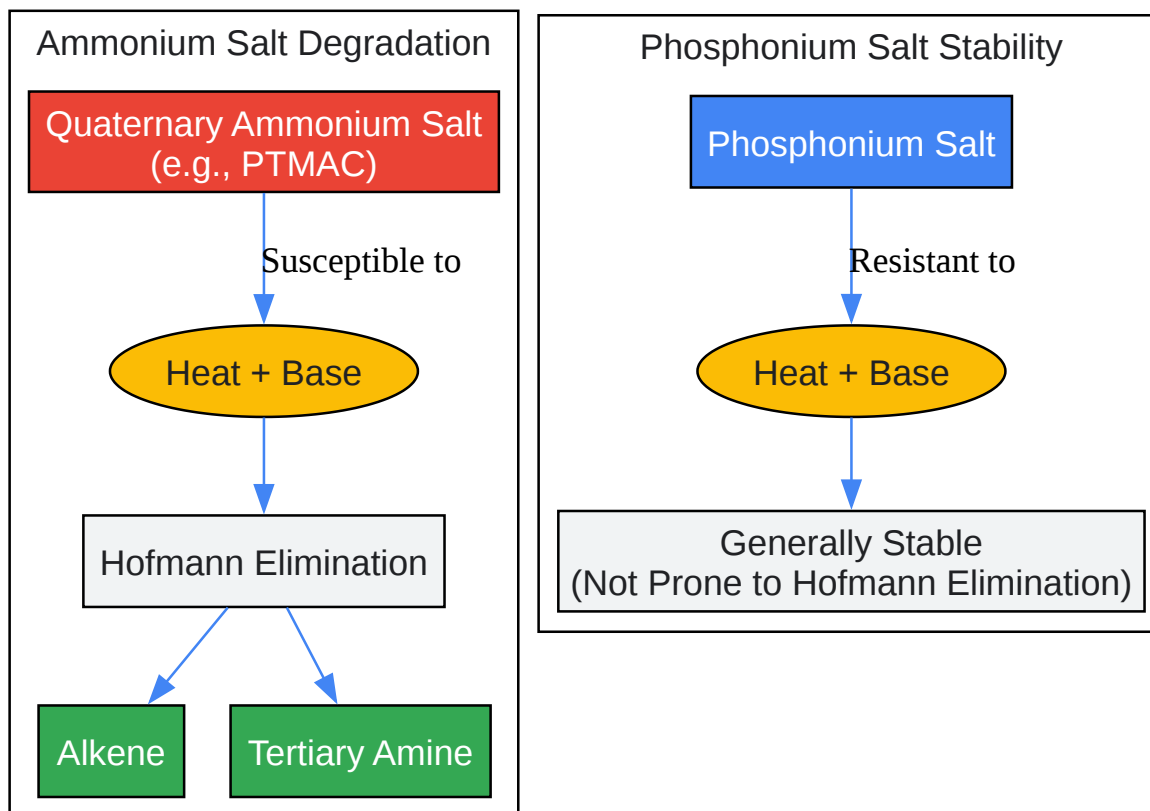 Ammonium Salt Degradation
Quaternary Ammonium Salt
(e.g., PTMAC)
Susceptible to
Heat + Base
Hofmann Elimination
Alkene
Tertiary Amine
Phosphonium Salt Stability
Phosphonium Salt
Resistant to
Heat + Base
Generally Stable
(Not Prone to Hofmann Elimination)